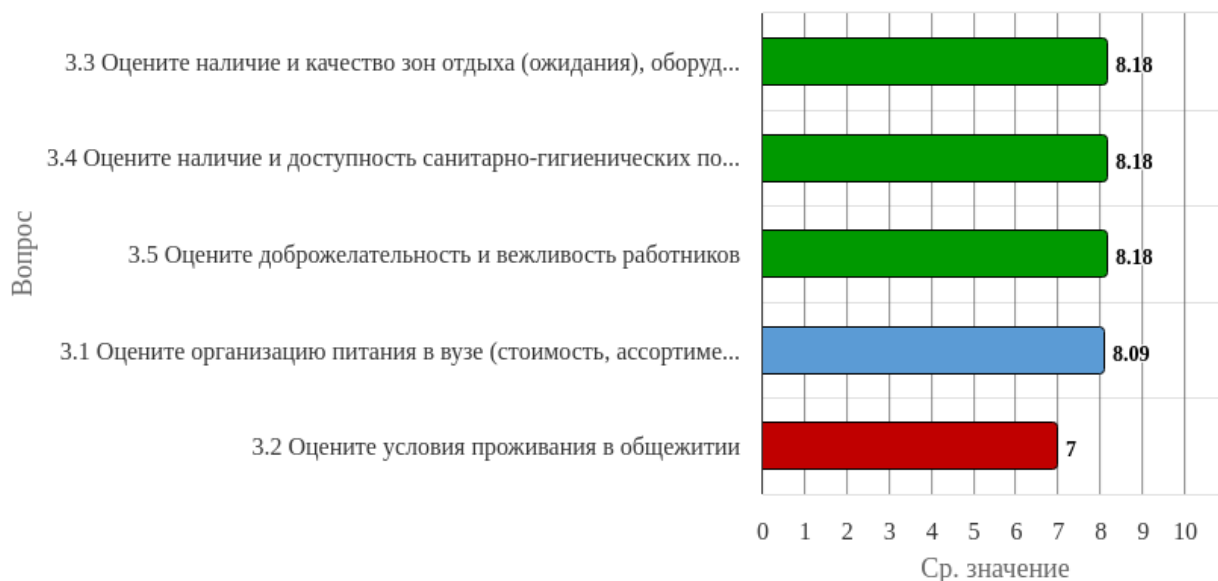 3.3 Оцените наличие и качество зон отдыха (ожидания), оборуд...
8.18
3.4 Оцените наличие и доступность санитарно-гигиенических по...
8.18
Вопрос
3.5 Оцените доброжелательность и вежливость работников
8.18
3.1 Оцените организацию питания в вузе (стоимость, ассортиме...
8.09
3.2 Оцените условия проживания в общежитии
7
0 1 2 3 4 5 6 7 8 9 10
Ср. значение